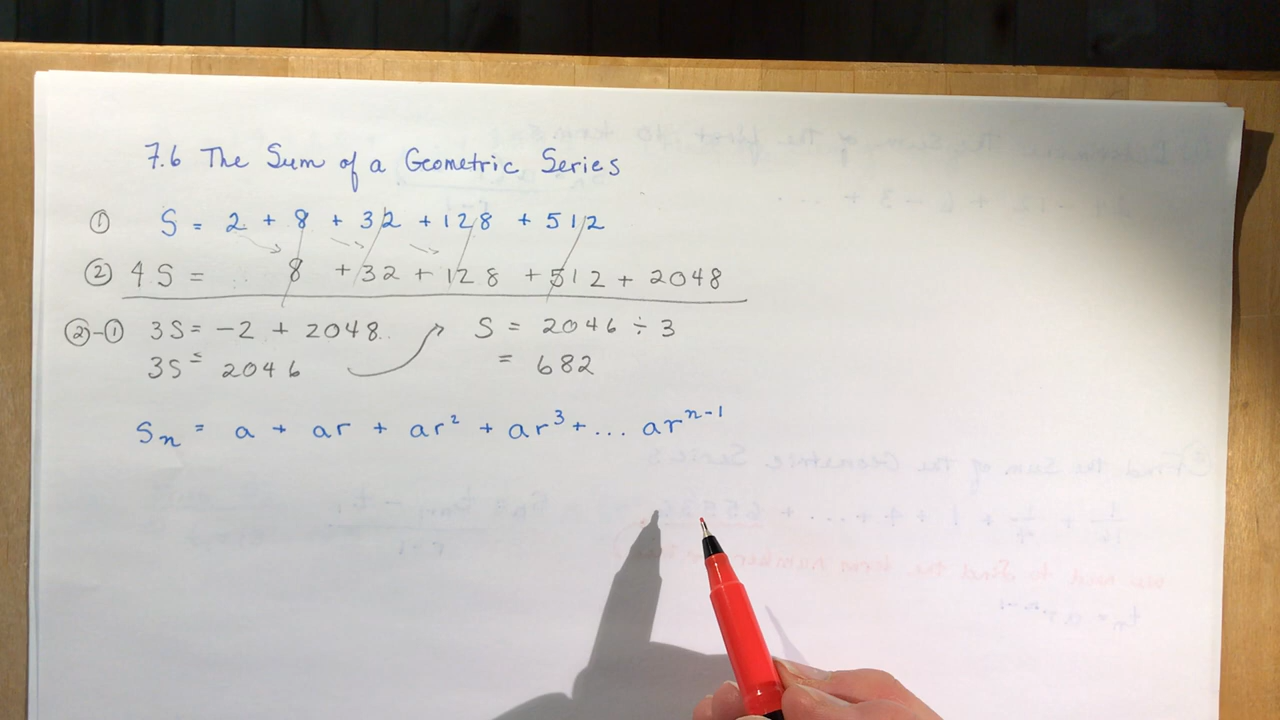 7.6 The Sum of a Geometric Series
① S = 2 + 8 + 32 + 128 + 512
② 4S = 8 + 32 + 128 + 512 + 2048
②-① 3S = -2 + 2048 S = 2046 ÷ 3
3S = 2046 = 682
Sn = a + ar + ar² + ar³ + ... arⁿ⁻¹